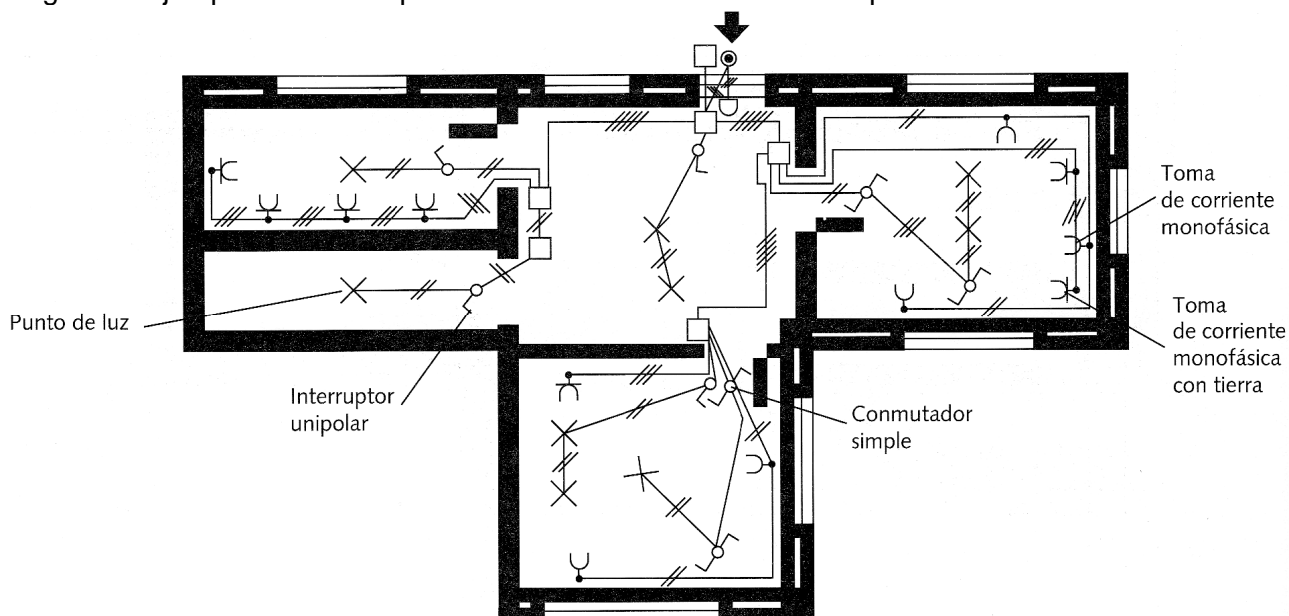 Toma
de corriente
monofásica
Toma
de corriente
monofásica
con tierra
Punto de luz
Interruptor
unipolar
Conmutador
simple